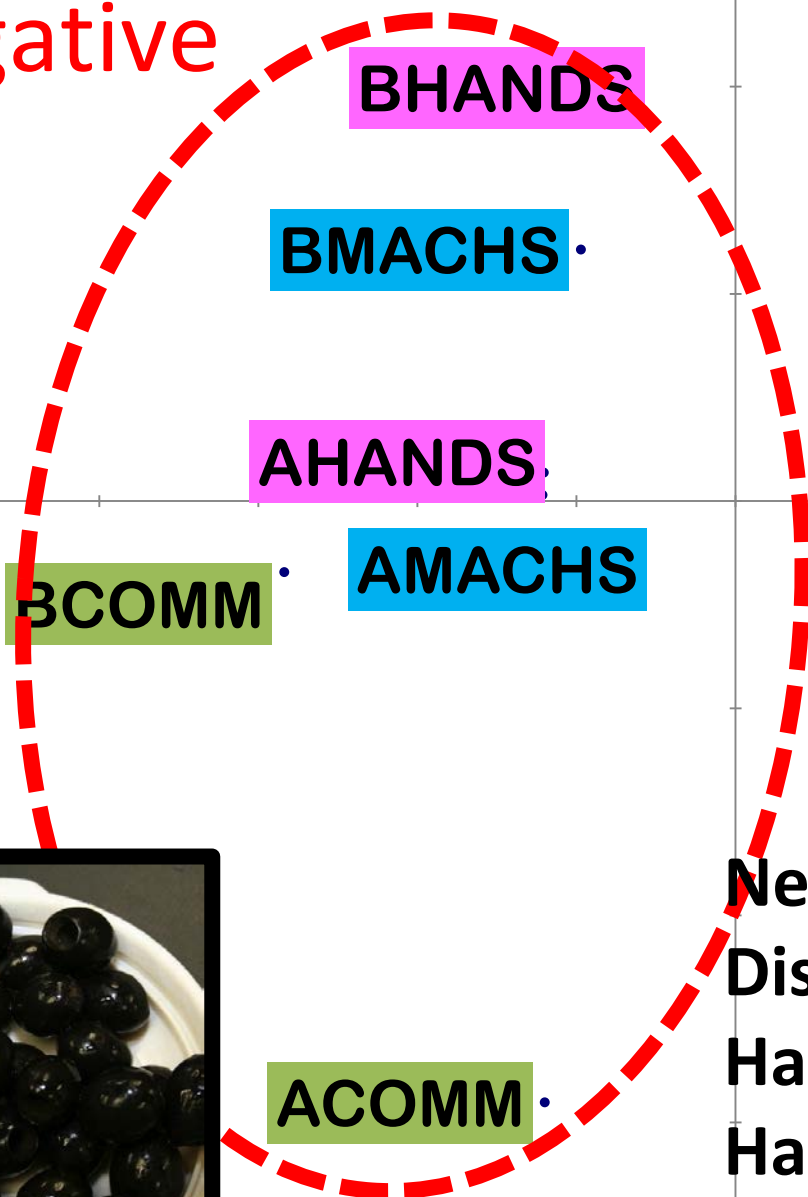 gative
BHANDS
BMACHS
AHANDS
AMACHS
BCOMM
ACOMM
Ne
Dis
Ha
Ha